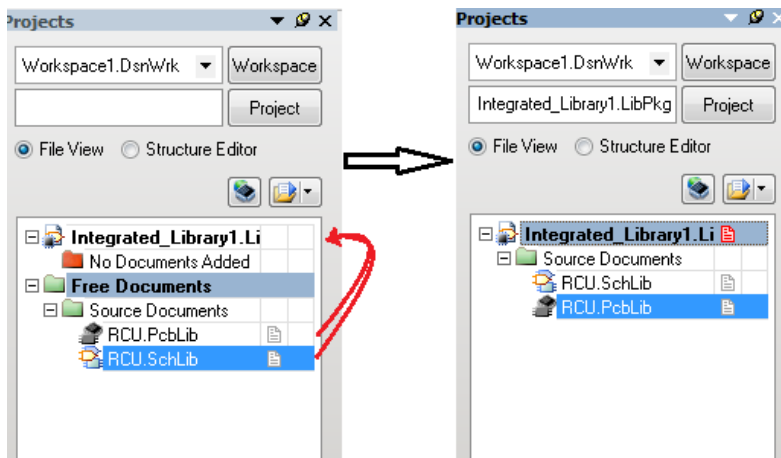 Projects
Workspace1.DsnWrk Workspace
Project
File View Structure Editor
Integrated_Library1.Li
No Documents Added
Free Documents
Source Documents
RCU.PcbLib
RCU.SchLib
Projects
Workspace1.DsnWrk Workspace
Integrated_Library1.LibPkg Project
File View Structure Editor
Integrated_Library1.Li
Source Documents
RCU.SchLib
RCU.PcbLib